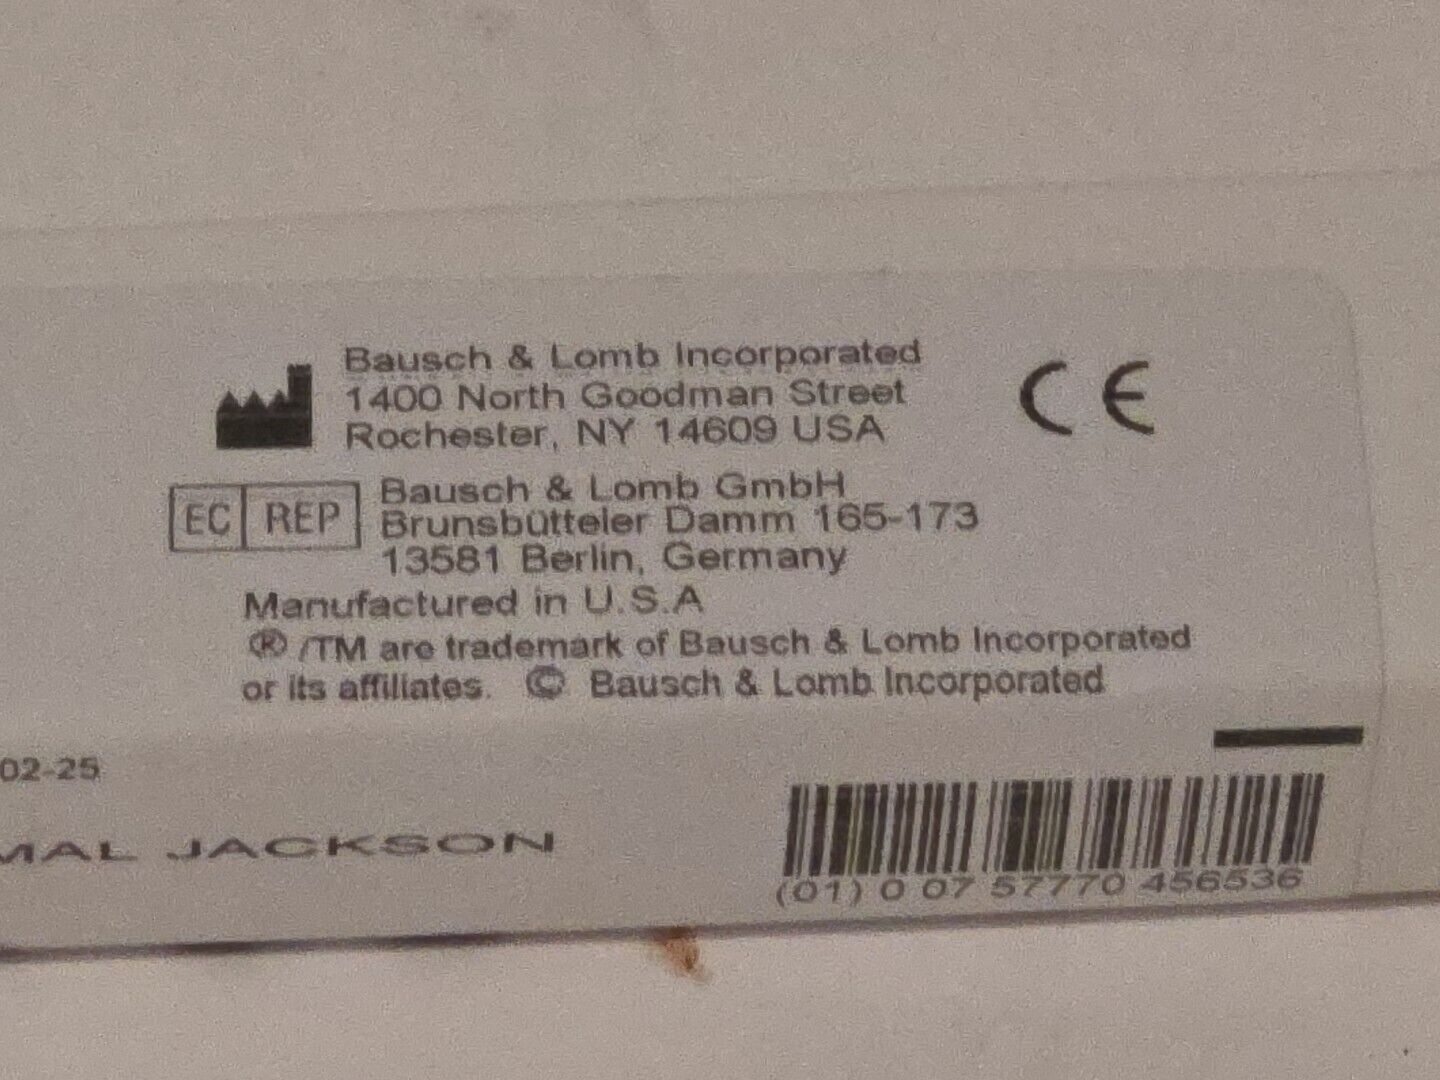 Bausch & Lomb Incorporated
1400 North Goodman Street
Rochester, NY 14609 USA
CE
EC REP
Bausch & Lomb GmbH
Brunsbütteler Damm 165-173
13581 Berlin, Germany
Manufactured in U.S.A
®/TM are trademark of Bausch & Lomb Incorporated
or its affiliates. © Bausch & Lomb Incorporated
02-25
MAL JACKSON
(01) 0 07 57770 456536